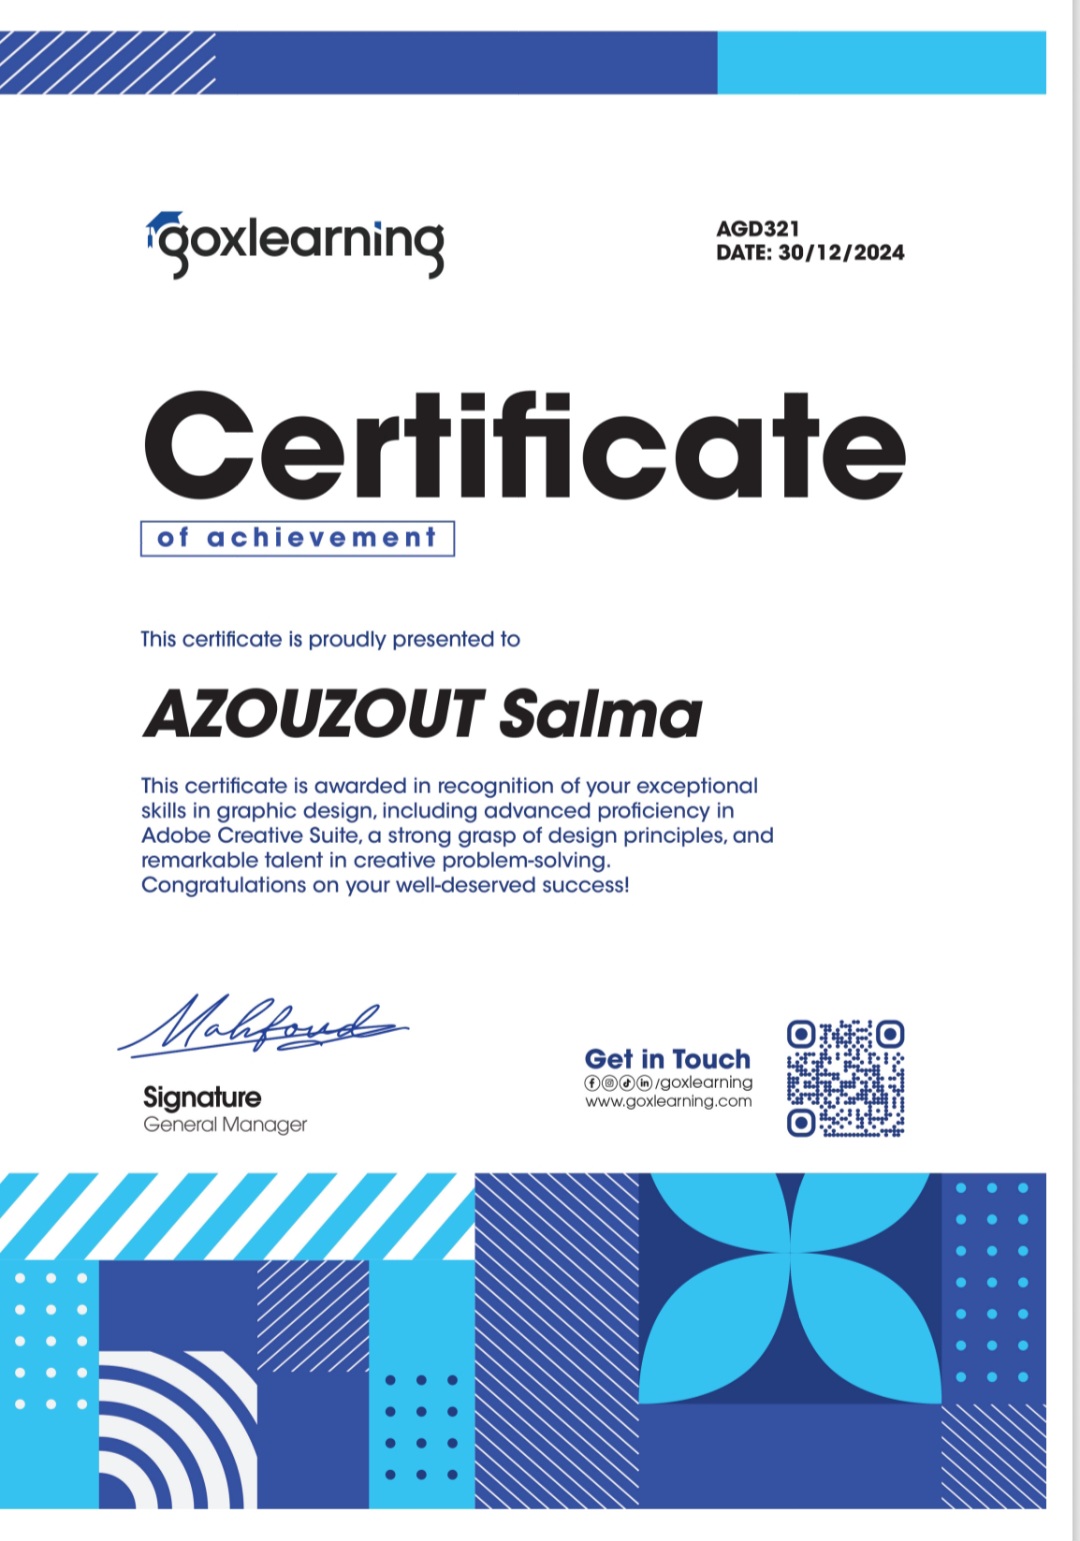 goxlearning
AGD321
DATE: 30/12/2024
Certificate
of achievement
This certificate is proudly presented to
AZOUZOUT Salma
This certificate is awarded in recognition of your exceptional
skills in graphic design, including advanced proficiency in
Adobe Creative Suite, a strong grasp of design principles, and
remarkable talent in creative problem-solving.
Congratulations on your well-deserved success!
Mahfoud
Signature
General Manager
Get in Touch
/goxlearning
www.goxlearning.com